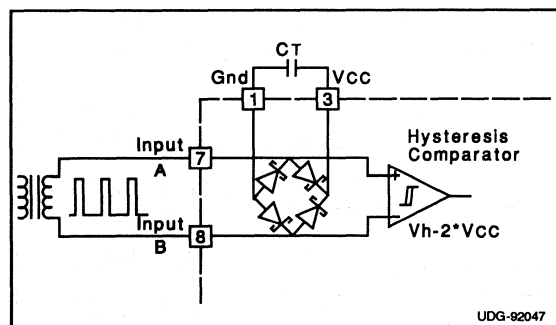 CT
Gnd
VCC
1
3
Input
A
7
Hysteresis
Comparator
+
−
Input
B
8
Vh-2*VCC
UDG-92047